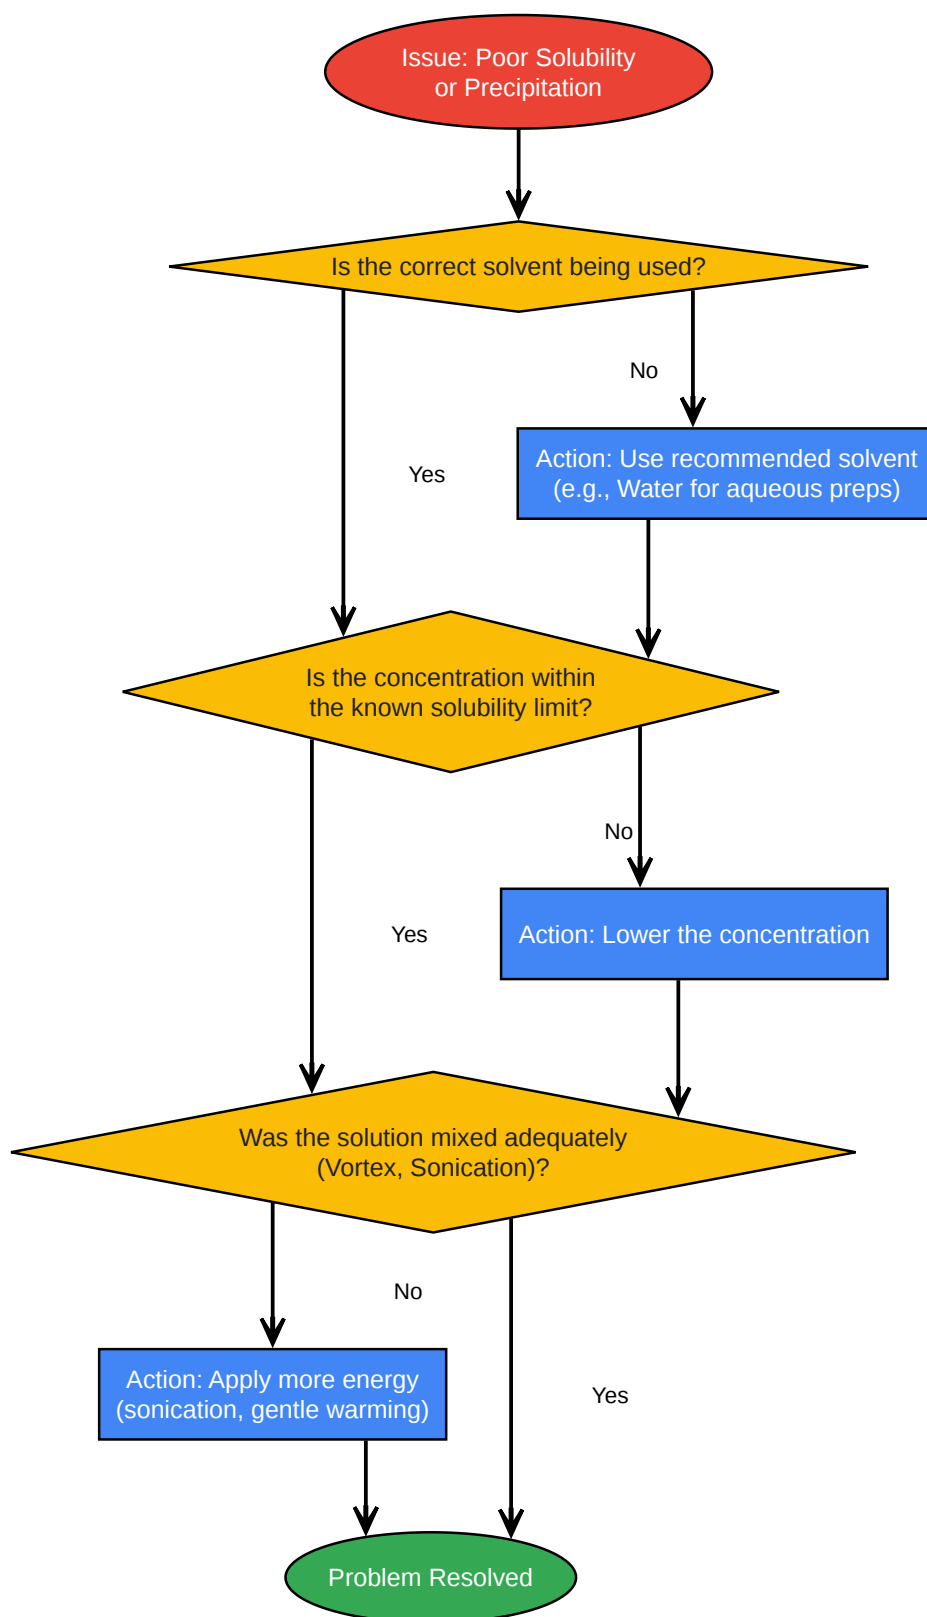 Issue: Poor Solubility
or Precipitation
Is the correct solvent being used?
No
Action: Use recommended solvent
(e.g., Water for aqueous preps)
Yes
Is the concentration within
the known solubility limit?
No
Action: Lower the concentration
Yes
Was the solution mixed adequately
(Vortex, Sonication)?
No
Action: Apply more energy
(sonication, gentle warming)
Yes
Problem Resolved